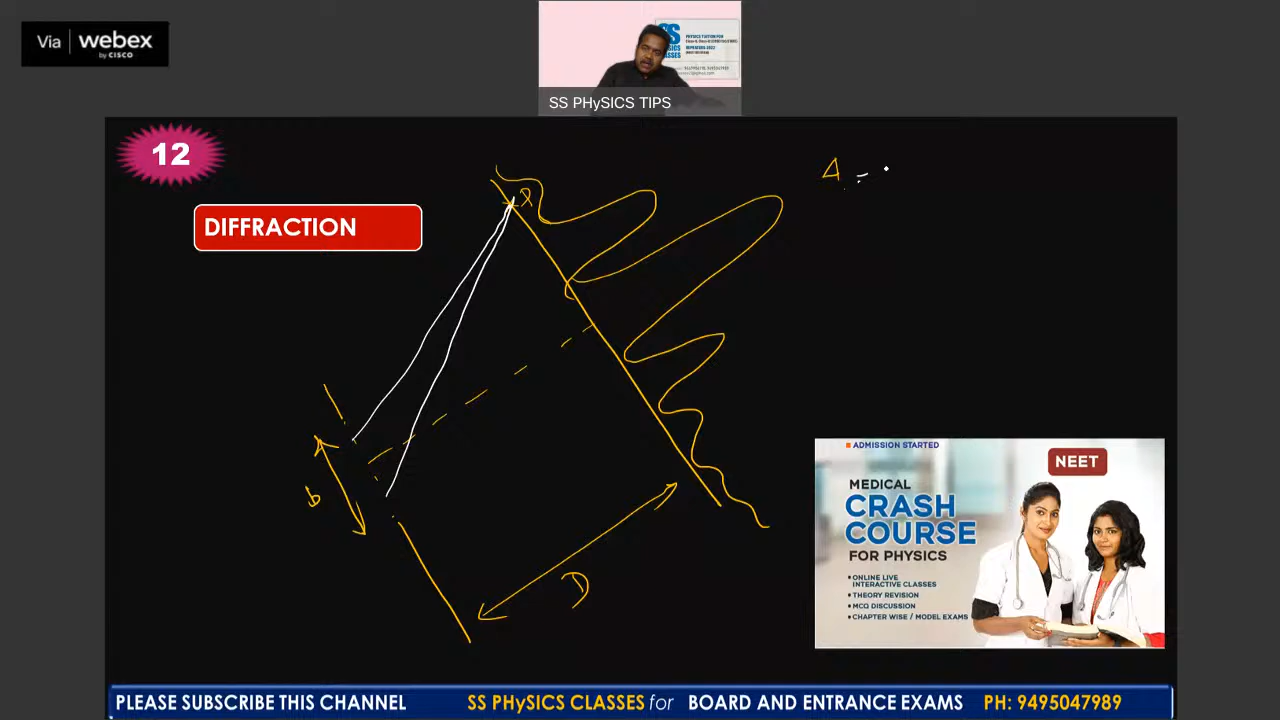 Via webex
by CISCO
SS PHySICS TIPS
12
DIFFRACTION
Δ =
b
D
ADMISSION STARTED
NEET
MEDICAL
CRASH
COURSE
FOR PHYSICS
• ONLINE LIVE
INTERACTIVE CLASSES
• THEORY REVISION
• MCQ DISCUSSION
• CHAPTER WISE / MODEL EXAMS
PLEASE SUBSCRIBE THIS CHANNEL SS PHySICS CLASSES for BOARD AND ENTRANCE EXAMS PH: 9495047989